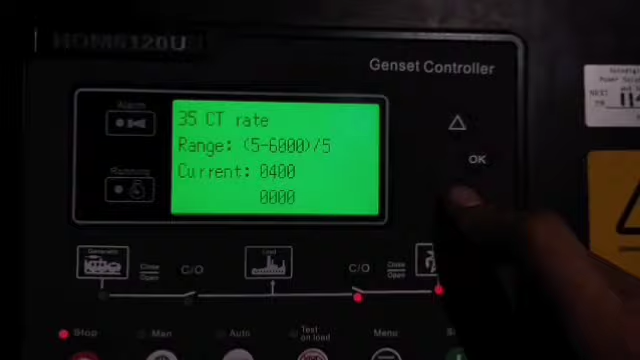 HGM6120U
Genset Controller
Alarm
35 CT rate
Range: (5-6000)/5
Current: 0400
0000
Running
OK
Generator
Load
Close
Open
C/O
C/O
Close
Open
Stop
Man
Auto
Test
on load
Menu